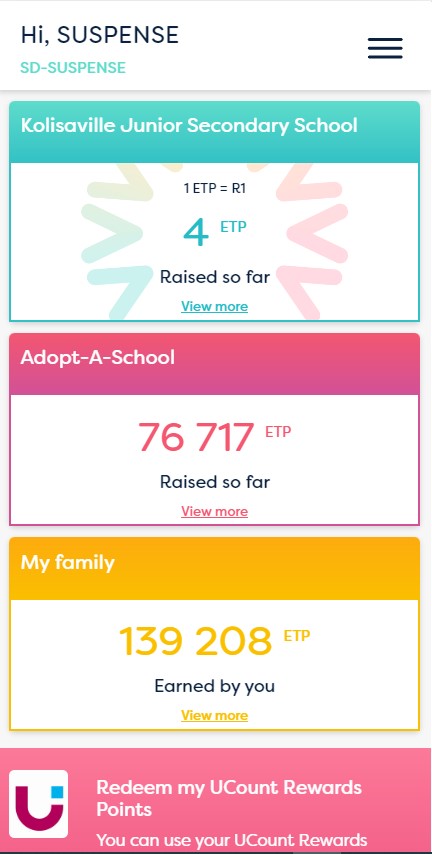 Hi, SUSPENSE
SD-SUSPENSE
Kolisaville Junior Secondary School
1 ETP = R1
4 ETP
Raised so far
View more
Adopt-A-School
76 717 ETP
Raised so far
View more
My family
139 208 ETP
Earned by you
View more
Redeem my UCount Rewards
Points
You can use your UCount Rewards